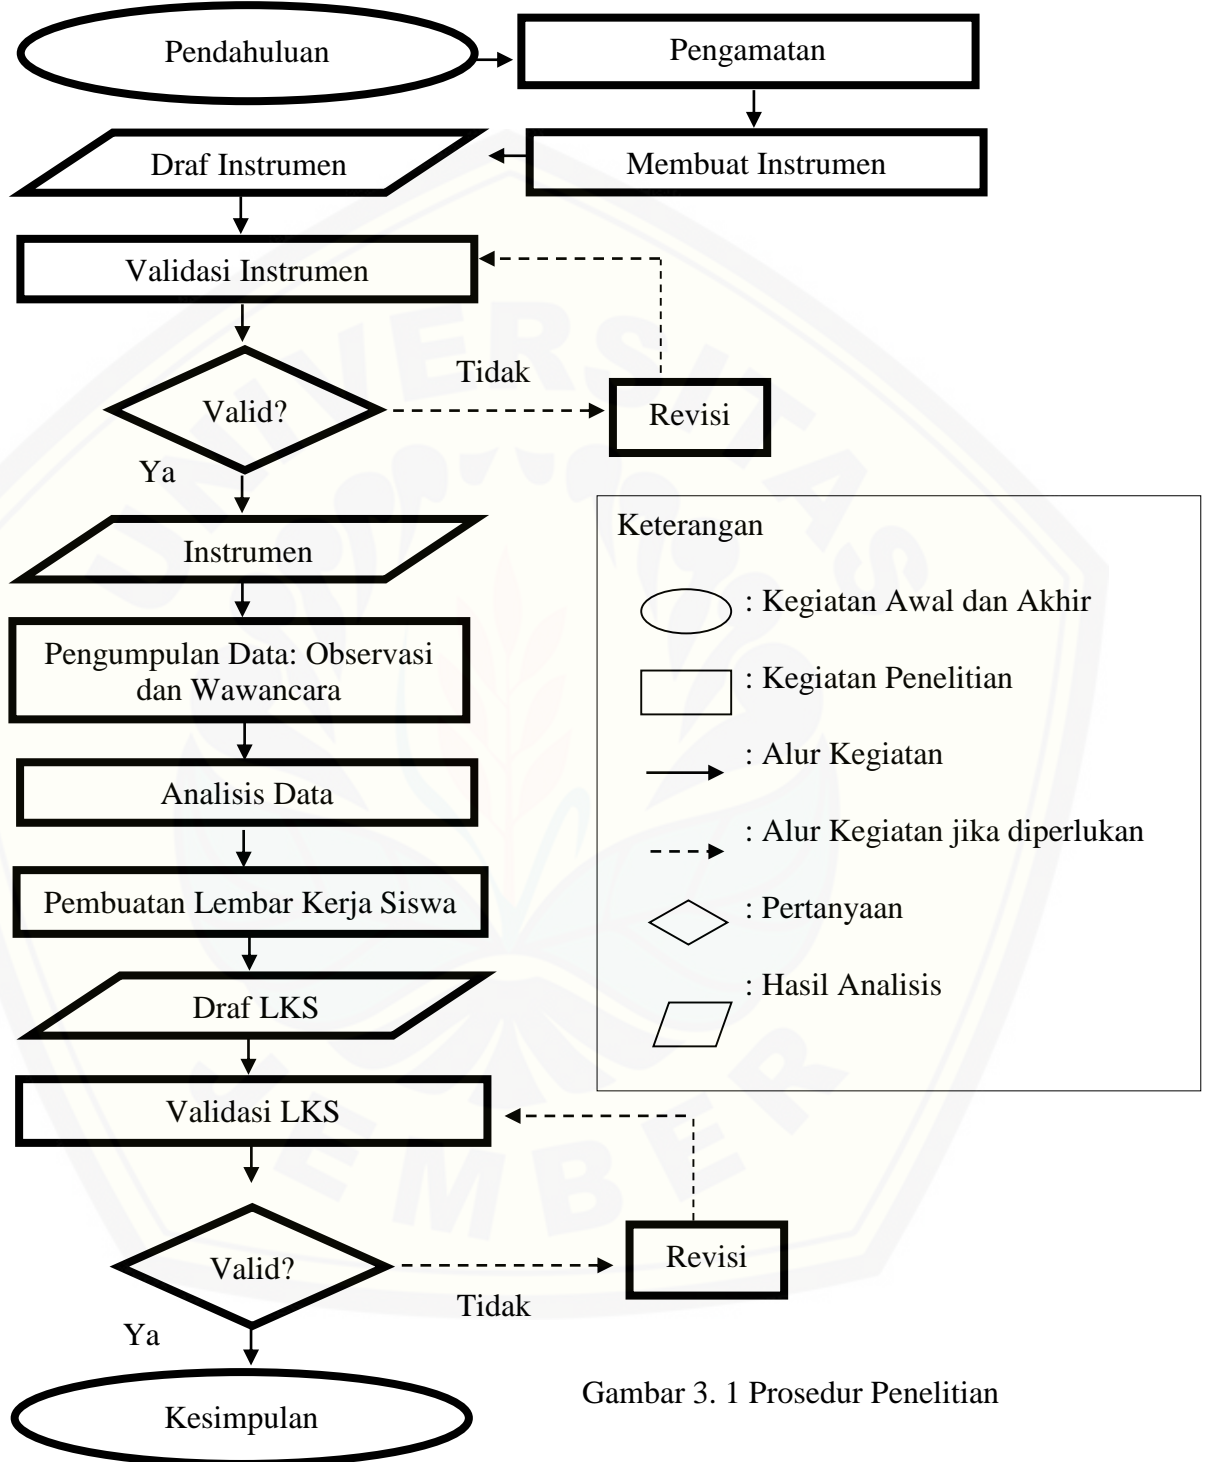 Pendahuluan
Pengamatan
Draf Instrumen
Membuat Instrumen
Validasi Instrumen
Tidak
Valid?
Revisi
Ya
Instrumen
Pengumpulan Data: Observasi
dan Wawancara
Analisis Data
Pembuatan Lembar Kerja Siswa
Draf LKS
Validasi LKS
Valid?
Revisi
Tidak
Ya
Kesimpulan
Keterangan
: Kegiatan Awal dan Akhir
: Kegiatan Penelitian
: Alur Kegiatan
: Alur Kegiatan jika diperlukan
: Pertanyaan
: Hasil Analisis
Gambar 3. 1 Prosedur Penelitian
UNIVERSITAS
JEMBER